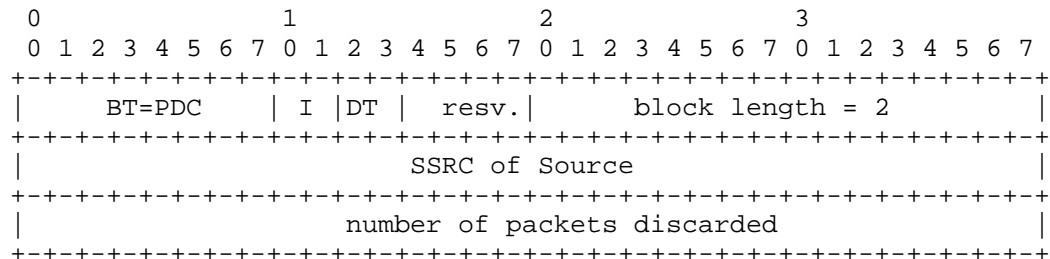 0                   1                   2                   3
 0 1 2 3 4 5 6 7 0 1 2 3 4 5 6 7 0 1 2 3 4 5 6 7 0 1 2 3 4 5 6 7
+-+-+-+-+-+-+-+-+-+-+-+-+-+-+-+-+-+-+-+-+-+-+-+-+-+-+-+-+-+-+-+-+
|     BT=PDC    | I |DT |  resv.|      block length = 2         |
+-+-+-+-+-+-+-+-+-+-+-+-+-+-+-+-+-+-+-+-+-+-+-+-+-+-+-+-+-+-+-+-+
|                        SSRC of Source                         |
+-+-+-+-+-+-+-+-+-+-+-+-+-+-+-+-+-+-+-+-+-+-+-+-+-+-+-+-+-+-+-+-+
|                    number of packets discarded                |
+-+-+-+-+-+-+-+-+-+-+-+-+-+-+-+-+-+-+-+-+-+-+-+-+-+-+-+-+-+-+-+-+